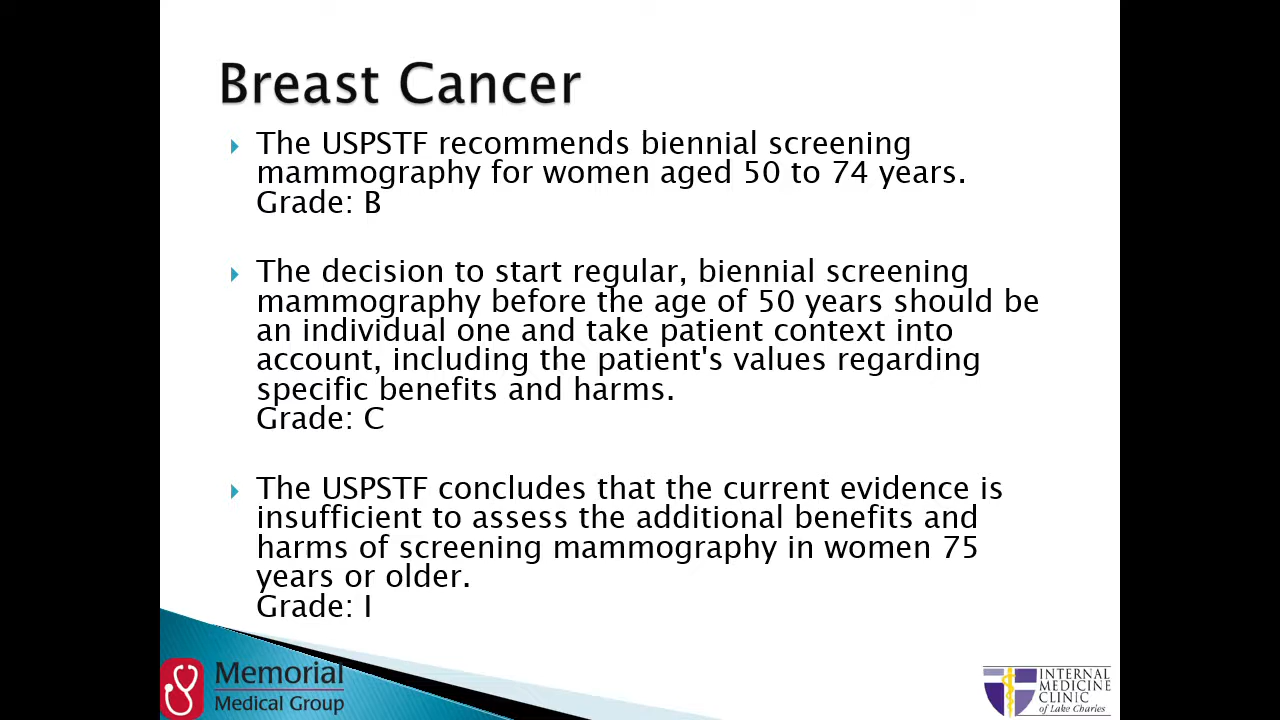 Breast Cancer
The USPSTF recommends biennial screening
mammography for women aged 50 to 74 years.
Grade: B
The decision to start regular, biennial screening
mammography before the age of 50 years should be
an individual one and take patient context into
account, including the patient's values regarding
specific benefits and harms.
Grade: C
The USPSTF concludes that the current evidence is
insufficient to assess the additional benefits and
harms of screening mammography in women 75
years or older.
Grade: I
Memorial
Medical Group
INTERNAL
MEDICINE
CLINIC
of Lake Charles